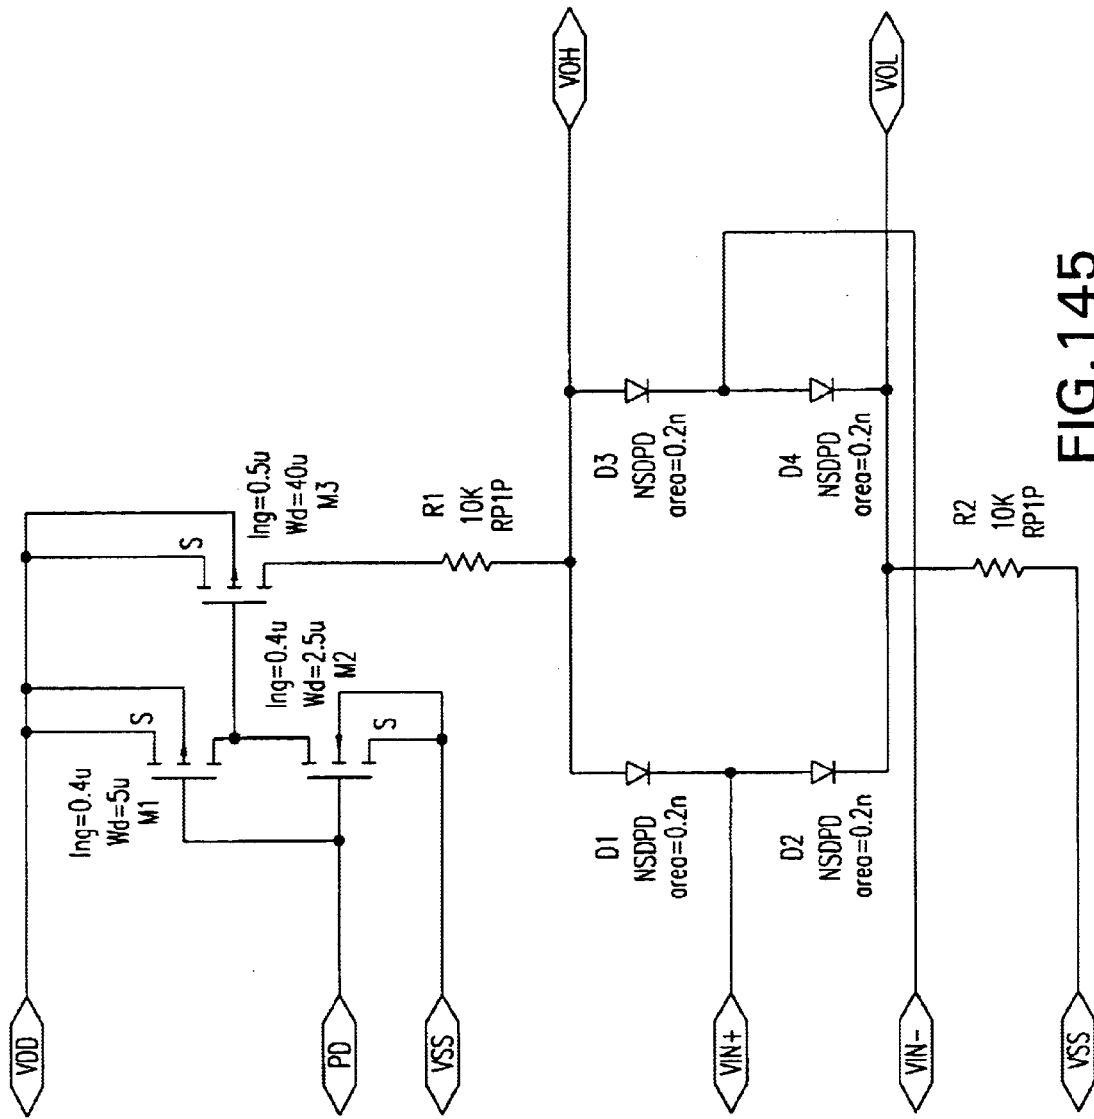 VDD
PD
VSS
VIN+
VIN-
VSS
lng=0.4u
Wd=5u
M1
S
lng=0.4u
Wd=2.5u
M2
S
lng=0.5u
Wd=40u
M3
S
R1
10K
RP1P
D1
NSDPD
area=0.2n
D2
NSDPD
area=0.2n
D3
NSDPD
area=0.2n
D4
NSDPD
area=0.2n
R2
10K
RP1P
VOH
VOL
FIG.145